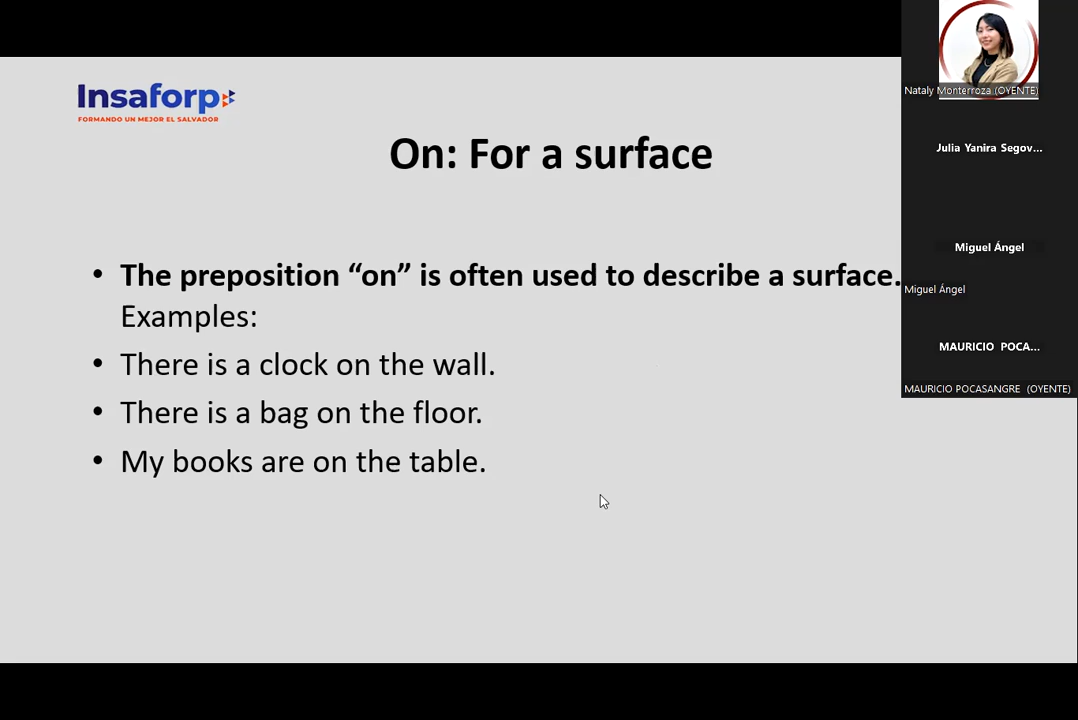 Insaforp
FORMANDO UN MEJOR EL SALVADOR
On: For a surface
• The preposition “on” is often used to describe a surface.
Examples:
• There is a clock on the wall.
• There is a bag on the floor.
• My books are on the table.
Nataly Monterroza (OYENTE)
Julia Yanira Segov...
Miguel Ángel
Miguel Ángel
MAURICIO POCA...
MAURICIO POCASANGRE (OYENTE)